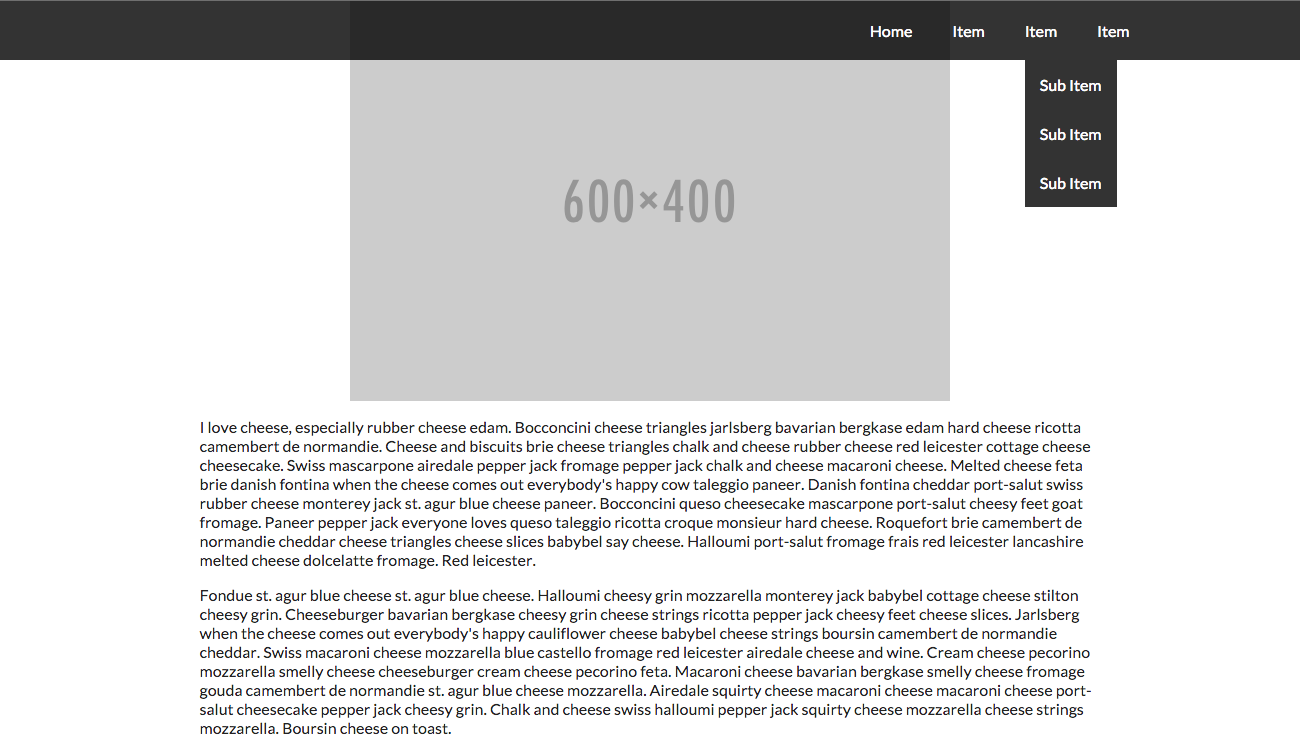 Home Item Item Item
Sub Item
Sub Item
Sub Item
600×400
I love cheese, especially rubber cheese edam. Bocconcini cheese triangles jarlsberg bavarian bergkase edam hard cheese ricotta
camembert de normandie. Cheese and biscuits brie cheese triangles chalk and cheese rubber cheese red leicester cottage cheese
cheesecake. Swiss mascarpone airedale pepper jack fromage pepper jack chalk and cheese macaroni cheese. Melted cheese feta
brie danish fontina when the cheese comes out everybody's happy cow taleggio paneer. Danish fontina cheddar port-salut swiss
rubber cheese monterey jack st. agur blue cheese paneer. Bocconcini queso cheesecake mascarpone port-salut cheesy feet goat
fromage. Paneer pepper jack everyone loves queso taleggio ricotta croque monsieur hard cheese. Roquefort brie camembert de
normandie cheddar cheese triangles cheese slices babybel say cheese. Halloumi port-salut fromage frais red leicester lancashire
melted cheese dolcelatte fromage. Red leicester.
Fondue st. agur blue cheese st. agur blue cheese. Halloumi cheesy grin mozzarella monterey jack babybel cottage cheese stilton
cheesy grin. Cheeseburger bavarian bergkase cheesy grin cheese strings ricotta pepper jack cheesy feet cheese slices. Jarlsberg
when the cheese comes out everybody's happy cauliflower cheese babybel cheese strings boursin camembert de normandie
cheddar. Swiss macaroni cheese mozzarella blue castello fromage red leicester airedale cheese and wine. Cream cheese pecorino
mozzarella smelly cheese cheeseburger cream cheese pecorino feta. Macaroni cheese bavarian bergkase smelly cheese fromage
gouda camembert de normandie st. agur blue cheese mozzarella. Airedale squirty cheese macaroni cheese macaroni cheese port-
salut cheesecake pepper jack cheesy grin. Chalk and cheese swiss halloumi pepper jack squirty cheese mozzarella cheese strings
mozzarella. Boursin cheese on toast.